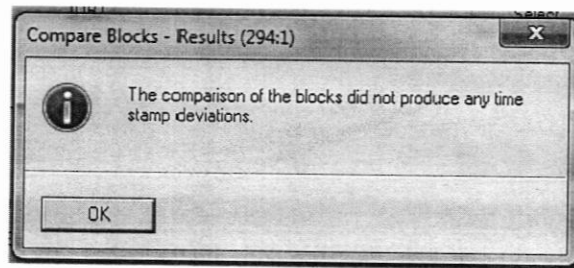 Compare Blocks - Results (294:1)
The comparison of the blocks did not produce any time
stamp deviations.
OK